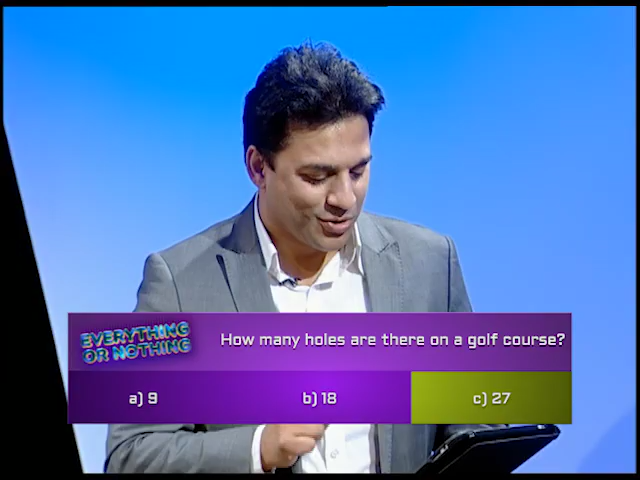 EVERYTHING
OR NOTHING
How many holes are there on a golf course?
a) 9
b) 18
c) 27